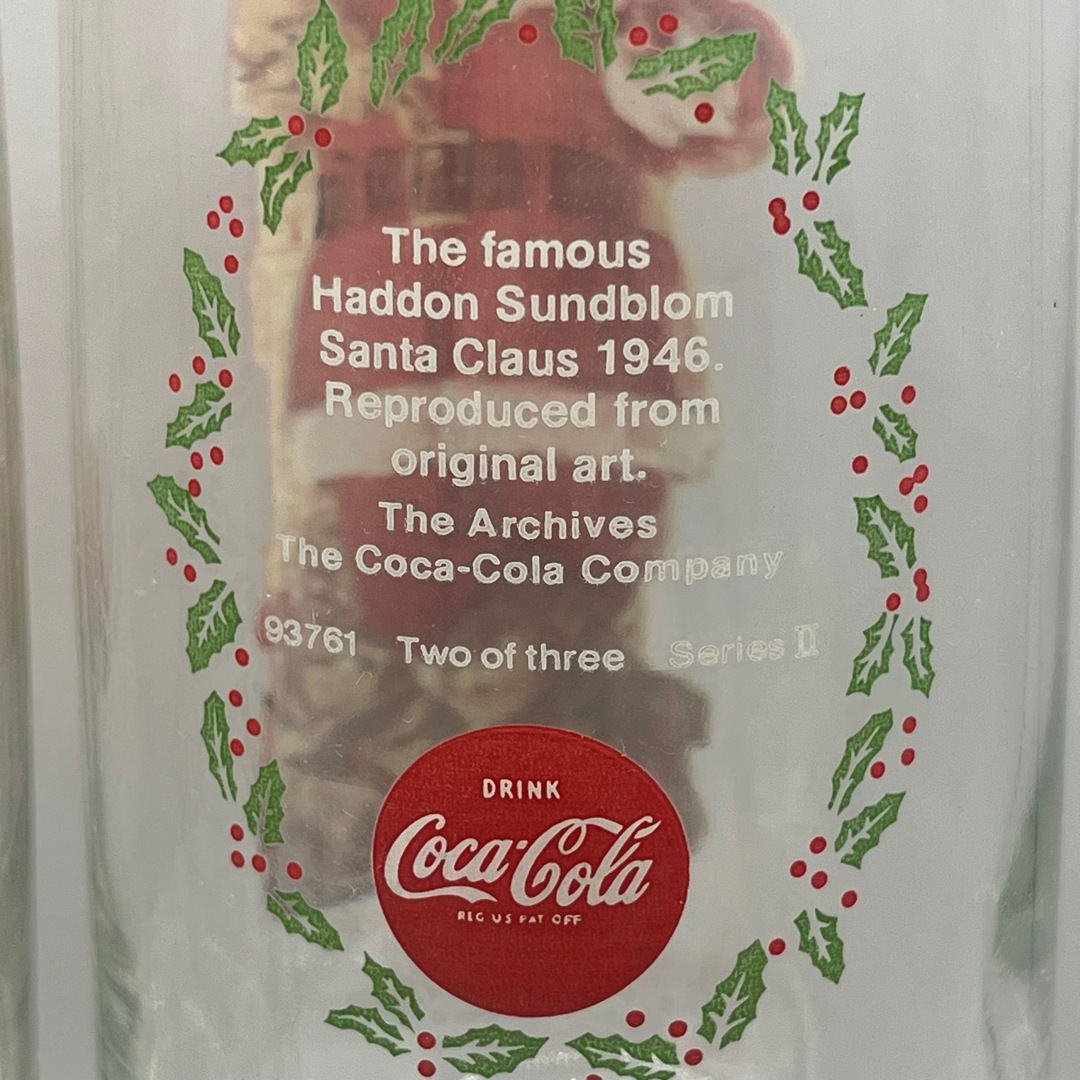 The famous
Haddon Sundblom
Santa Claus 1946.
Reproduced from
original art.
The Archives
The Coca-Cola Company
93761 Two of three Series II
DRINK
Coca-Cola
REG US PAT OFF